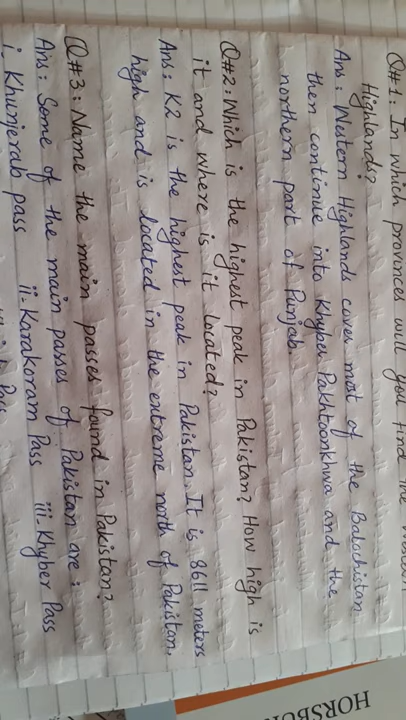 Q#1: In which provonces will you find the Western
Highlands?
Ans: Western Highlands cover most of the Balochistan
then continue into Khyber Pakhtoonkhwa and the
northern part of Punjab.
Q#2: Which is the highest peak in Pakistan? How high is
it and where is it located?
Ans: K2 is the highest peak in Pakistan. It is 8611 meters
high and is located in the extreme north of Pakistan.
Q#3: Name the main passes found in Pakistan?
Ans: Some of the main passes of Pakistan are:
i. Khunjerab pass ii- Karakoram Pass iii- Khyber Pass
Pass
HORSBOR